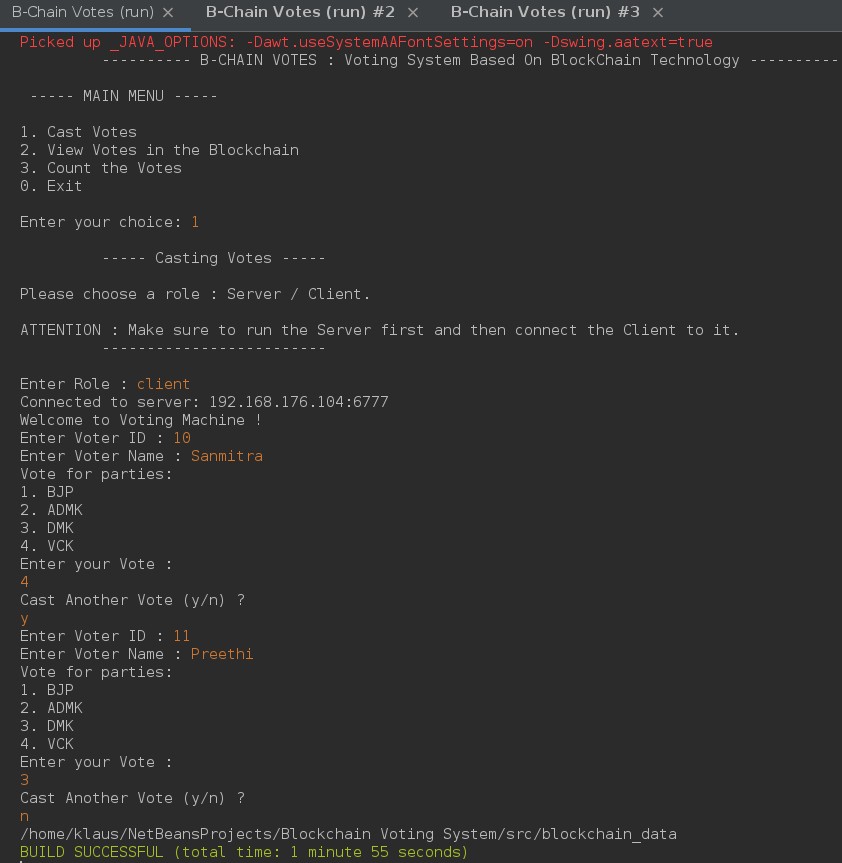 B-Chain Votes (run) × B-Chain Votes (run) #2 × B-Chain Votes (run) #3 ×
Picked up _JAVA_OPTIONS: -Dawt.useSystemAAFontSettings=on -Dswing.aatext=true
---------- B-CHAIN VOTES : Voting System Based On BlockChain Technology ----------
----- MAIN MENU -----
1. Cast Votes
2. View Votes in the Blockchain
3. Count the Votes
0. Exit
Enter your choice: 1
----- Casting Votes -----
Please choose a role : Server / Client.
ATTENTION : Make sure to run the Server first and then connect the Client to it.
-------------------------
Enter Role : client
Connected to server: 192.168.176.104:6777
Welcome to Voting Machine !
Enter Voter ID : 10
Enter Voter Name : Sanmitra
Vote for parties:
1. BJP
2. ADMK
3. DMK
4. VCK
Enter your Vote :
4
Cast Another Vote (y/n) ?
y
Enter Voter ID : 11
Enter Voter Name : Preethi
Vote for parties:
1. BJP
2. ADMK
3. DMK
4. VCK
Enter your Vote :
3
Cast Another Vote (y/n) ?
n
/home/klaus/NetBeansProjects/Blockchain Voting System/src/blockchain_data
BUILD SUCCESSFUL (total time: 1 minute 55 seconds)